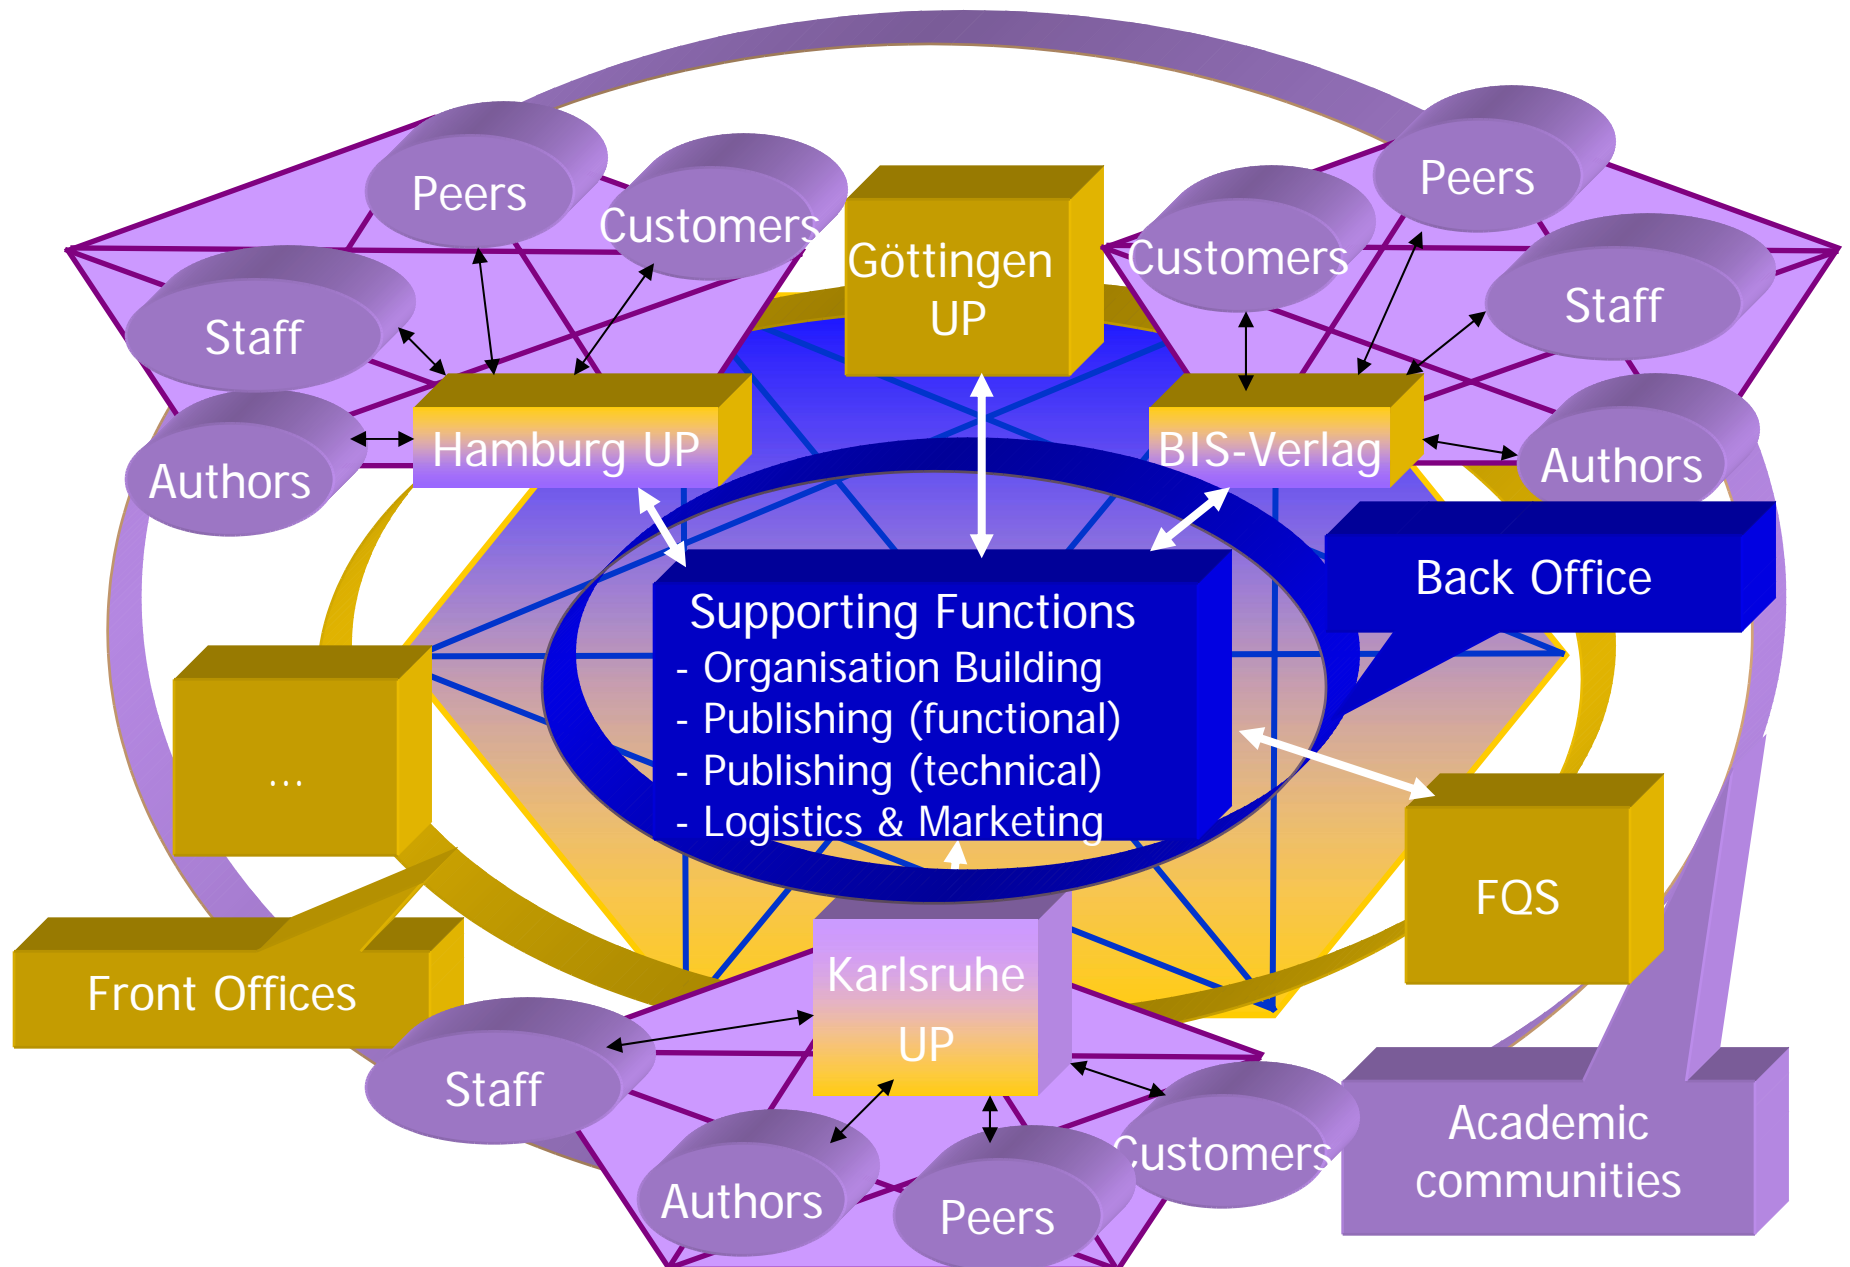 Peers
Customers
Staff
Authors
Hamburg UP
Göttingen
UP
Customers
Peers
Staff
Authors
BIS-Verlag
Back Office
Supporting Functions
- Organisation Building
- Publishing (functional)
- Publishing (technical)
- Logistics & Marketing
...
Front Offices
FQS
Karlsruhe
UP
Staff
Authors
Peers
Customers
Academic
communities